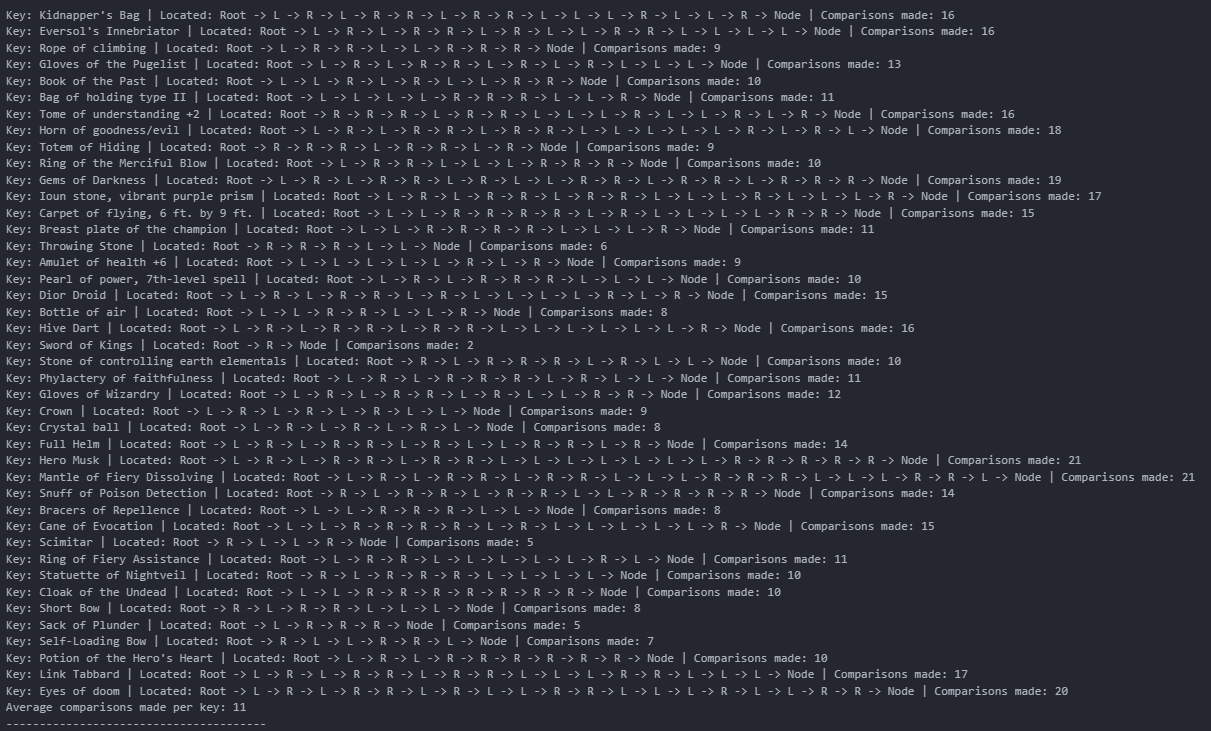 Key: Kidnapper's Bag | Located: Root -> L -> R -> L -> R -> R -> L -> R -> R -> L -> L -> L -> R -> L -> L -> R -> Node | Comparisons made: 16
Key: Eversol's Innebriator | Located: Root -> L -> R -> L -> R -> L -> R -> R -> L -> R -> L -> L -> R -> L -> L -> L -> Node | Comparisons made: 16
Key: Rope of climbing | Located: Root -> L -> R -> R -> L -> R -> R -> R -> R -> Node | Comparisons made: 9
Key: Gloves of the Pugelist | Located: Root -> L -> R -> L -> R -> R -> L -> L -> R -> R -> L -> L -> L -> Node | Comparisons made: 13
Key: Book of the Past | Located: Root -> L -> L -> R -> L -> R -> R -> L -> R -> R -> Node | Comparisons made: 10
Key: Bag of holding type II | Located: Root -> L -> L -> L -> L -> R -> R -> R -> L -> L -> R -> Node | Comparisons made: 11
Key: Tome of understanding +2 | Located: Root -> R -> R -> L -> R -> R -> L -> R -> L -> R -> L -> L -> R -> L -> L -> R -> Node | Comparisons made: 16
Key: Horn of goodness/evil | Located: Root -> L -> R -> L -> R -> R -> L -> R -> L -> L -> R -> L -> R -> R -> L -> R -> L -> L -> Node | Comparisons made: 18
Key: Totem of Hiding | Located: Root -> R -> R -> L -> R -> R -> L -> L -> R -> Node | Comparisons made: 9
Key: Ring of the Merciful Blow | Located: Root -> L -> R -> R -> L -> R -> L -> R -> R -> R -> Node | Comparisons made: 10
Key: Gems of Darkness | Located: Root -> L -> R -> L -> R -> R -> L -> L -> L -> R -> L -> R -> L -> R -> R -> L -> L -> R -> R -> Node | Comparisons made: 19
Key: Ioun stone, vibrant purple prism | Located: Root -> L -> R -> L -> R -> R -> L -> R -> L -> R -> L -> R -> L -> R -> L -> L -> R -> Node | Comparisons made: 17
Key: Carpet of flying, 6 ft. by 9 ft. | Located: Root -> L -> L -> R -> R -> R -> L -> R -> R -> L -> L -> R -> L -> R -> R -> Node | Comparisons made: 15
Key: Breast plate of the champion | Located: Root -> L -> L -> R -> R -> R -> L -> R -> L -> L -> R -> Node | Comparisons made: 11
Key: Throwing Stone | Located: Root -> R -> R -> R -> L -> L -> Node | Comparisons made: 6
Key: Amulet of health +6 | Located: Root -> L -> L -> L -> L -> R -> L -> L -> R -> Node | Comparisons made: 9
Key: Pearl of power, 7th-level spell | Located: Root -> L -> R -> L -> R -> R -> R -> L -> L -> L -> Node | Comparisons made: 10
Key: Dior Droid | Located: Root -> L -> R -> L -> R -> L -> R -> L -> L -> R -> R -> L -> R -> L -> R -> Node | Comparisons made: 15
Key: Bottle of air | Located: Root -> L -> L -> R -> L -> R -> L -> R -> Node | Comparisons made: 8
Key: Hive Dart | Located: Root -> L -> R -> L -> R -> R -> L -> R -> L -> L -> R -> L -> L -> L -> L -> R -> Node | Comparisons made: 16
Key: Sword of Kings | Located: Root -> R -> Node | Comparisons made: 2
Key: Stone of controlling earth elementals | Located: Root -> R -> L -> R -> L -> R -> R -> R -> L -> L -> Node | Comparisons made: 10
Key: Phylactery of faithfulness | Located: Root -> L -> R -> L -> R -> R -> R -> L -> R -> L -> L -> Node | Comparisons made: 11
Key: Gloves of Wizardry | Located: Root -> L -> R -> L -> R -> R -> L -> L -> R -> L -> R -> R -> Node | Comparisons made: 12
Key: Crown | Located: Root -> L -> R -> L -> R -> L -> R -> L -> L -> Node | Comparisons made: 9
Key: Crystal ball | Located: Root -> L -> R -> L -> R -> L -> R -> L -> Node | Comparisons made: 8
Key: Full Helm | Located: Root -> L -> R -> L -> R -> R -> L -> L -> L -> R -> L -> R -> L -> R -> Node | Comparisons made: 14
Key: Hero Musk | Located: Root -> L -> R -> L -> R -> R -> L -> R -> L -> L -> R -> L -> L -> L -> L -> L -> R -> R -> R -> R -> R -> Node | Comparisons made: 21
Key: Mantle of Fiery Dissolving | Located: Root -> L -> R -> L -> R -> R -> R -> L -> L -> L -> R -> L -> L -> L -> R -> L -> R -> R -> R -> L -> R -> Node | Comparisons made: 21
Key: Snuff of Poison Detection | Located: Root -> R -> L -> R -> L -> R -> L -> L -> L -> R -> R -> R -> R -> R -> Node | Comparisons made: 14
Key: Bracers of Repellence | Located: Root -> L -> L -> R -> R -> L -> L -> L -> Node | Comparisons made: 8
Key: Cane of Evocation | Located: Root -> L -> L -> R -> R -> R -> L -> R -> R -> L -> L -> L -> L -> L -> R -> Node | Comparisons made: 15
Key: Scimitar | Located: Root -> R -> L -> L -> R -> Node | Comparisons made: 5
Key: Ring of Fiery Assistance | Located: Root -> L -> R -> R -> L -> L -> L -> L -> L -> R -> L -> Node | Comparisons made: 11
Key: Statuette of Nightveil | Located: Root -> R -> L -> R -> L -> R -> R -> L -> L -> L -> Node | Comparisons made: 10
Key: Cloak of the Undead | Located: Root -> L -> R -> L -> L -> R -> R -> L -> R -> R -> Node | Comparisons made: 10
Key: Short Bow | Located: Root -> R -> L -> R -> L -> L -> L -> L -> Node | Comparisons made: 8
Key: Sack of Plunder | Located: Root -> L -> R -> R -> R -> Node | Comparisons made: 5
Key: Self-Loading Bow | Located: Root -> R -> L -> L -> R -> R -> L -> Node | Comparisons made: 7
Key: Potion of the Hero's Heart | Located: Root -> L -> R -> R -> L -> L -> R -> R -> R -> R -> Node | Comparisons made: 10
Key: Link Tabbard | Located: Root -> L -> R -> L -> R -> R -> R -> L -> L -> L -> L -> R -> R -> L -> R -> L -> L -> Node | Comparisons made: 17
Key: Eyes of doom | Located: Root -> L -> R -> L -> R -> L -> R -> R -> L -> R -> L -> R -> L -> R -> L -> R -> L -> L -> R -> R -> Node | Comparisons made: 20
Average comparisons made per key: 11
---------------------------------------